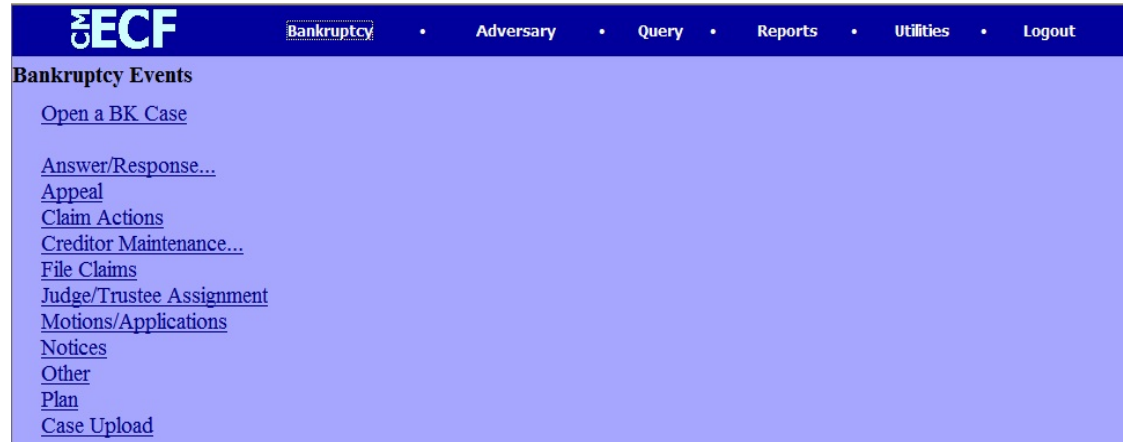 CM ECF Bankruptcy • Adversary • Query • Reports • Utilities • Logout
Bankruptcy Events
Open a BK Case
Answer/Response...
Appeal
Claim Actions
Creditor Maintenance...
File Claims
Judge/Trustee Assignment
Motions/Applications
Notices
Other
Plan
Case Upload